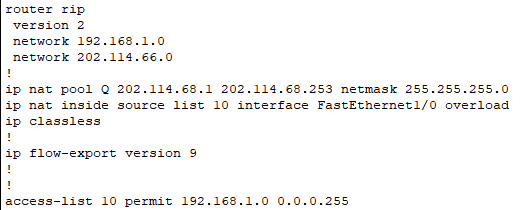 router rip
 version 2
 network 192.168.1.0
 network 202.114.66.0
!
ip nat pool Q 202.114.68.1 202.114.68.253 netmask 255.255.255.0
ip nat inside source list 10 interface FastEthernet1/0 overload
ip classless
!
ip flow-export version 9
!
!
access-list 10 permit 192.168.1.0 0.0.0.255